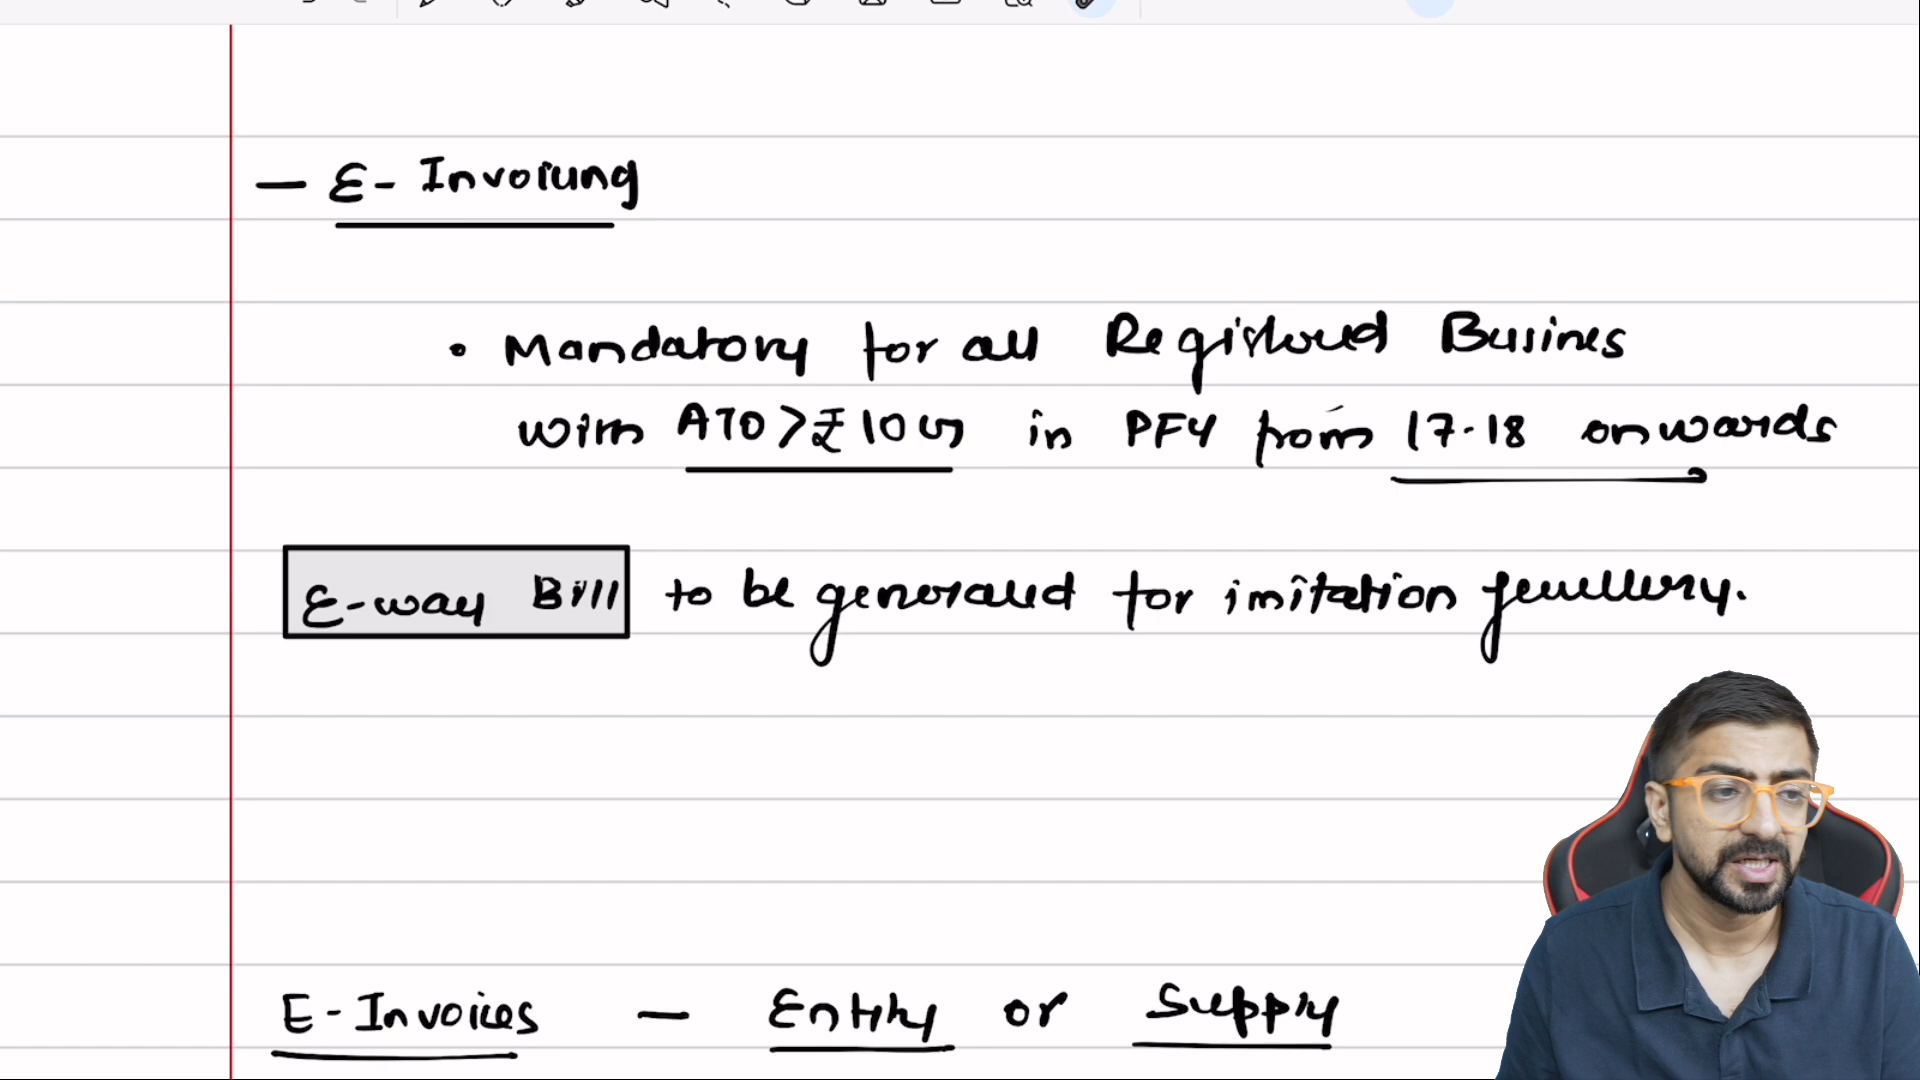 — E- Invoicing
• Mandatory for all Registered Busines
with ATO > ₹10 cr in PFY from 17-18 onwards
E-way Bill to be generated for imitation jewellery.
E-Invoices — Entity or Supply